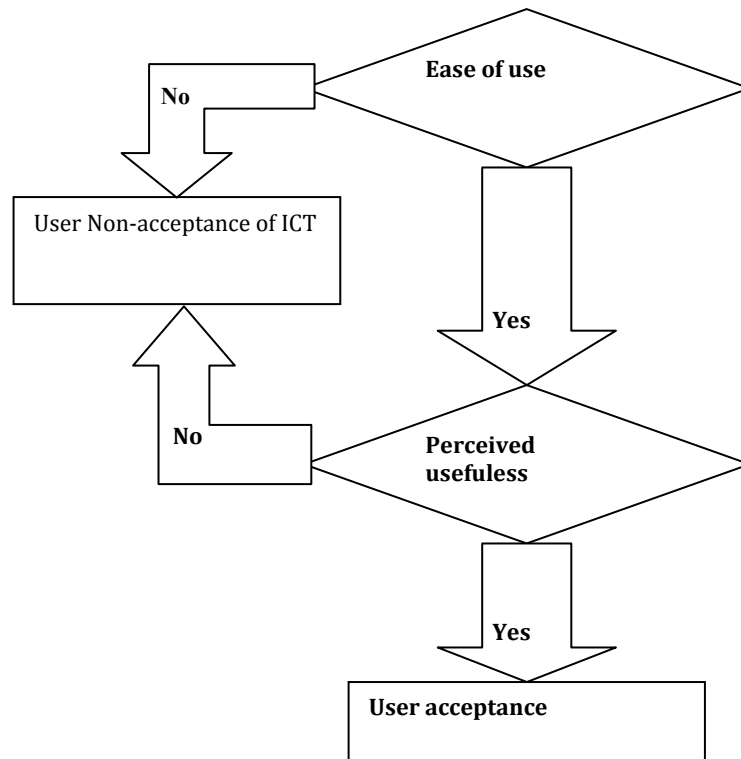 Ease of use
No
User Non-acceptance of ICT
Yes
No
Perceived
usefuless
Yes
User acceptance